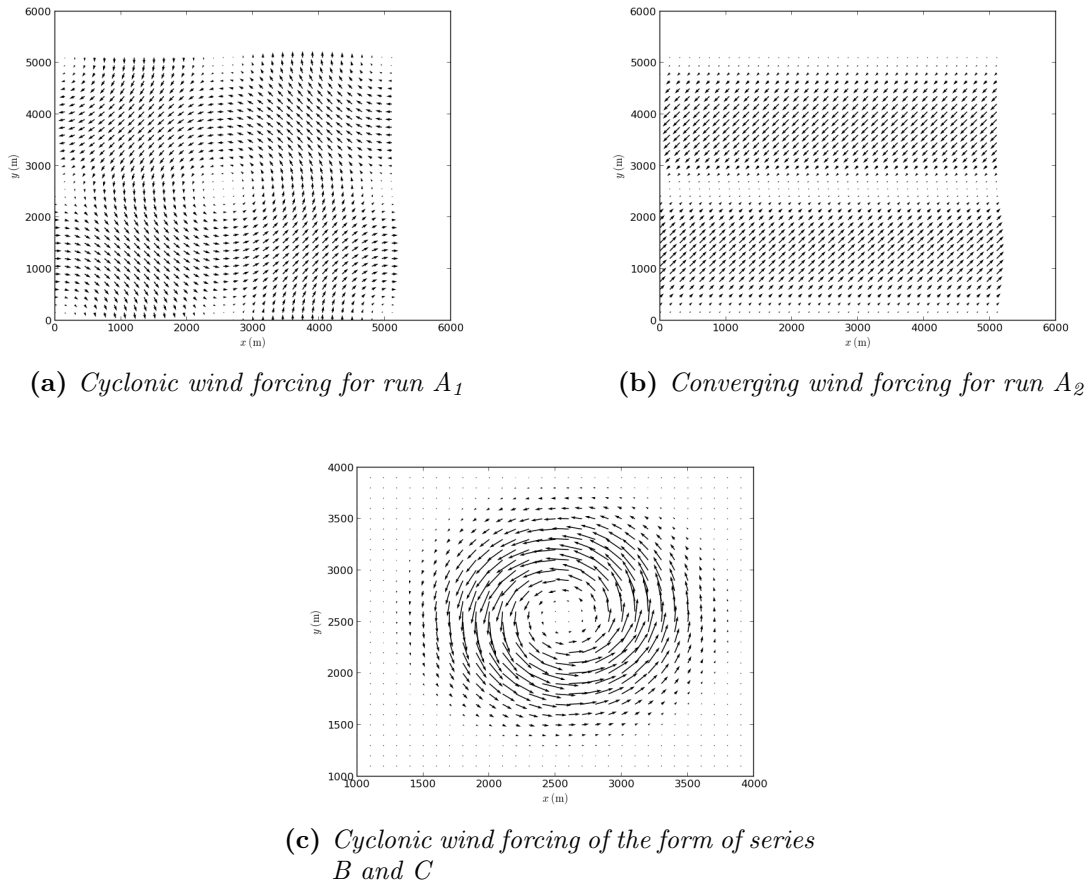 6000
5000
4000
3000
2000
1000
0
y (m)
0 1000 2000 3000 4000 5000 6000
x (m)
(a) Cyclonic wind forcing for run A1
6000
5000
4000
3000
2000
1000
0
y (m)
0 1000 2000 3000 4000 5000 6000
x (m)
(b) Converging wind forcing for run A2
4000
3500
3000
2500
2000
1500
1000
y (m)
1000 1500 2000 2500 3000 3500 4000
x (m)
(c) Cyclonic wind forcing of the form of series
B and C